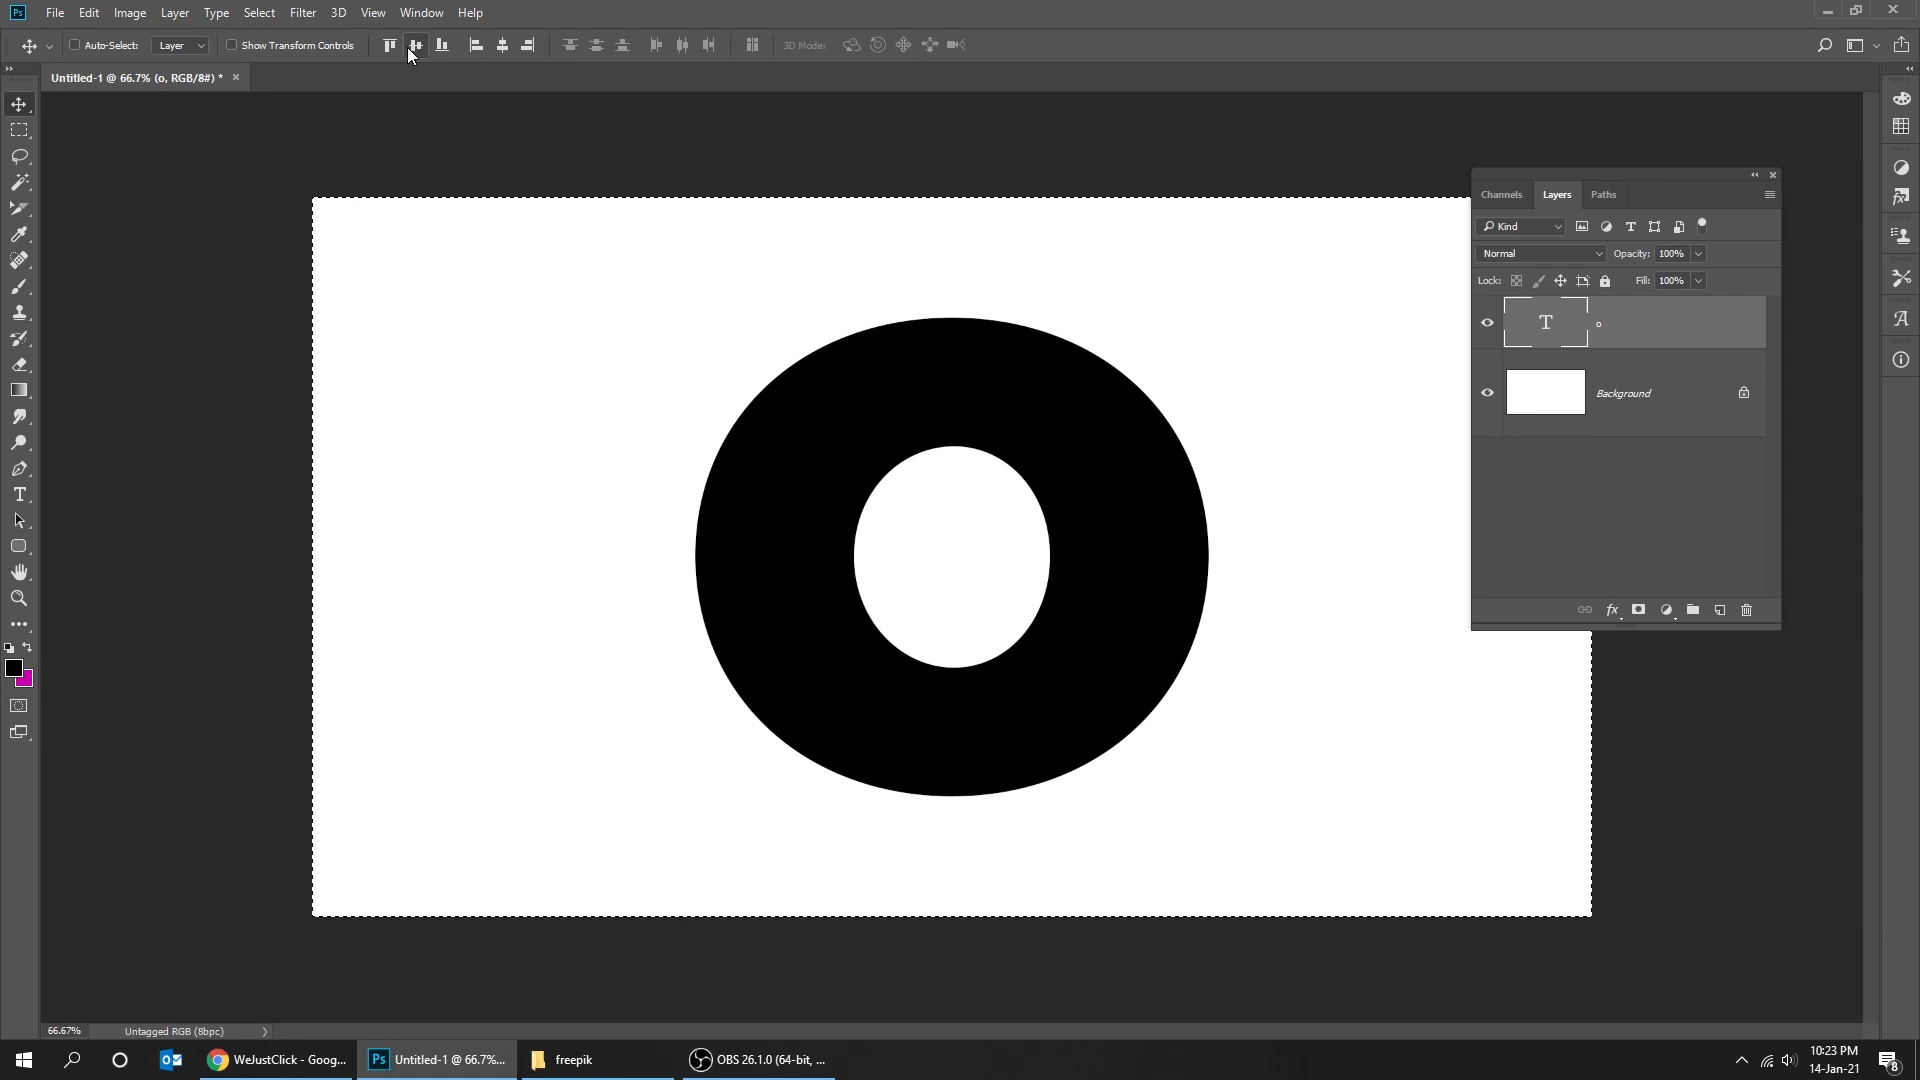 Ps File Edit Image Layer Type Select Filter 3D View Window Help
Auto-Select: Layer Show Transform Controls 3D Mode:
Untitled-1 @ 66.7% (o, RGB/8#) * ×
Channels Layers Paths
Kind T
Normal Opacity: 100%
Lock: Fill: 100%
T o
Background
fx
T
O
66.67% Untagged RGB (8bpc)
WeJustClick - Goog...
Ps Untitled-1 @ 66.7%...
freepik
OBS 26.1.0 (64-bit, ...
10:23 PM
14-Jan-21
8